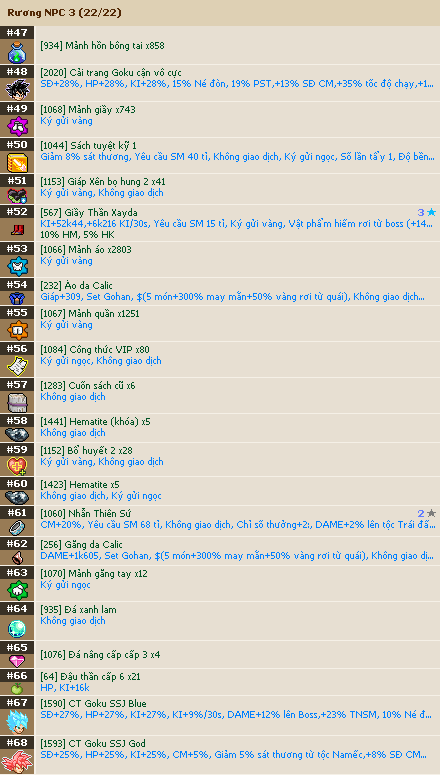 Rương NPC 3 (22/22)
#47
[934] Mảnh hồn bông tai x858
#48
[2020] Cải trang Goku cận vô cực
SĐ+28%, HP+28%, KI+28%, 15% Né đòn, 19% PST,+13% SĐ CM,+35% tốc độ chạy,+1...
#49
[1068] Mảnh giầy x743
Ký gửi vàng
#50
[1044] Sách tuyệt kỹ 1
Giảm 8% sát thương, Yêu cầu SM 40 tỉ, Không giao dịch, Ký gửi ngọc, Số lần tẩy 1, Độ bền...
#51
[1153] Giáp Xên bọ hung 2 x41
Ký gửi vàng, Không giao dịch
#52
[567] Giầy Thần Xayda
3 ★
KI+52k44,+6k216 KI/30s, Yêu cầu SM 15 tỉ, Ký gửi vàng, Vật phẩm hiếm rơi từ boss (+14...
10% HM, 5% HK
#53
[1066] Mảnh áo x2803
Ký gửi vàng
#54
[232] Áo da Calic
Giáp+309, Set Gohan, $(5 món+300% may mắn+50% vàng rơi từ quái), Không giao dịch...
#55
[1067] Mảnh quần x1251
Ký gửi vàng
#56
[1084] Công thức VIP x80
Ký gửi ngọc, Không giao dịch
#57
[1283] Cuốn sách cũ x6
Không giao dịch
#58
[1441] Hematite (khóa) x5
Không giao dịch
#59
[1152] Bổ huyết 2 x28
Ký gửi vàng, Không giao dịch
#60
[1423] Hematite x5
Không giao dịch, Ký gửi ngọc
#61
[1060] Nhẫn Thiên Sứ
2 ★
CM+20%, Yêu cầu SM 68 tỉ, Không giao dịch, Chỉ số thưởng+2:, DAME+2% lên tộc Trái đấ...
#62
[256] Găng da Calic
DAME+1k605, Set Gohan, $(5 món+300% may mắn+50% vàng rơi từ quái), Không giao dị...
#63
[1070] Mảnh găng tay x12
Ký gửi ngọc
#64
[935] Đá xanh lam
Không giao dịch
#65
[1076] Đá nâng cấp cấp 3 x4
#66
[64] Đậu thần cấp 6 x21
HP, KI+16k
#67
[1590] CT Goku SSJ Blue
SĐ+27%, HP+27%, KI+27%, KI+9%/30s, DAME+12% lên Boss,+23% TNSM, 10% Né đ...
#68
[1593] CT Goku SSJ God
SĐ+25%, HP+25%, KI+25%, CM+5%, Giảm 5% sát thương từ tộc Namếc,+8% SĐ CM...